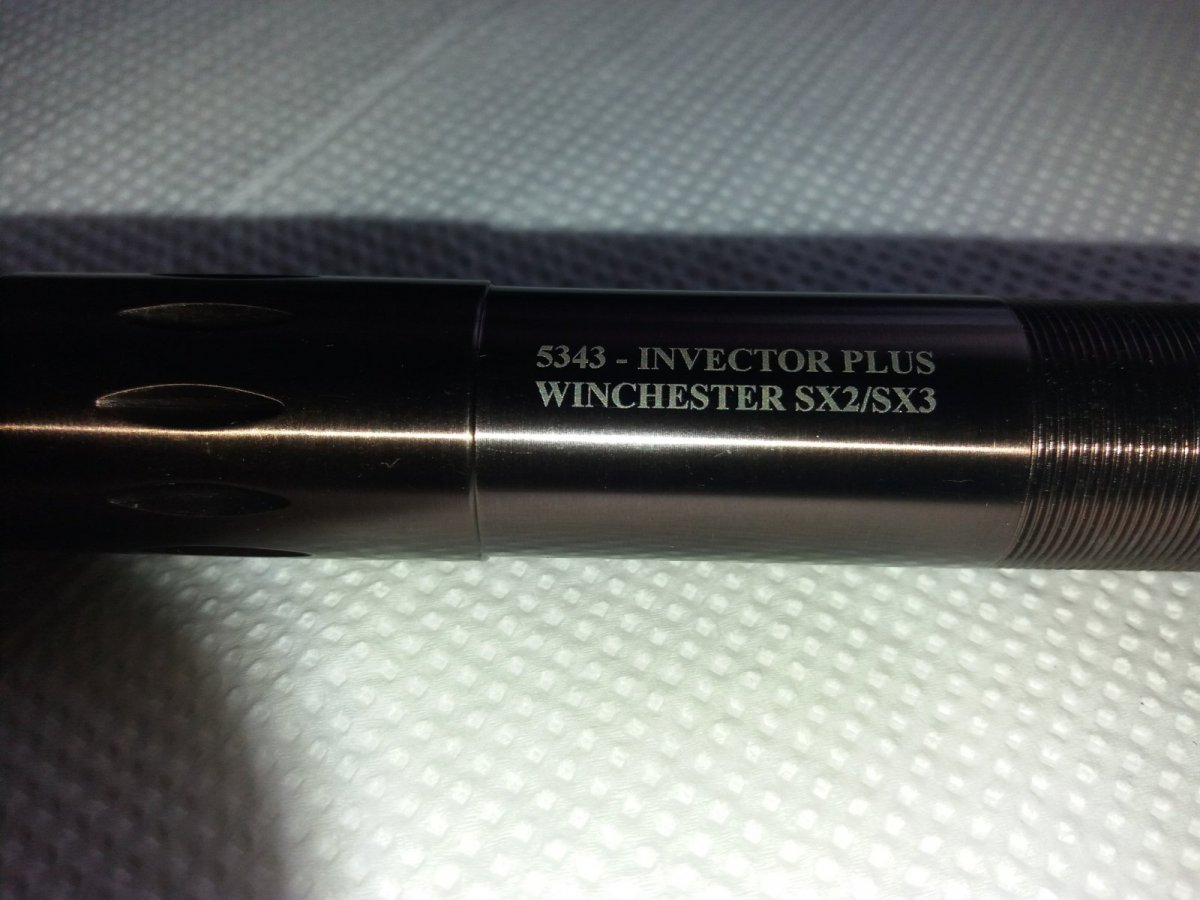 5343 - INVECTOR PLUS
WINCHESTER SX2/SX3